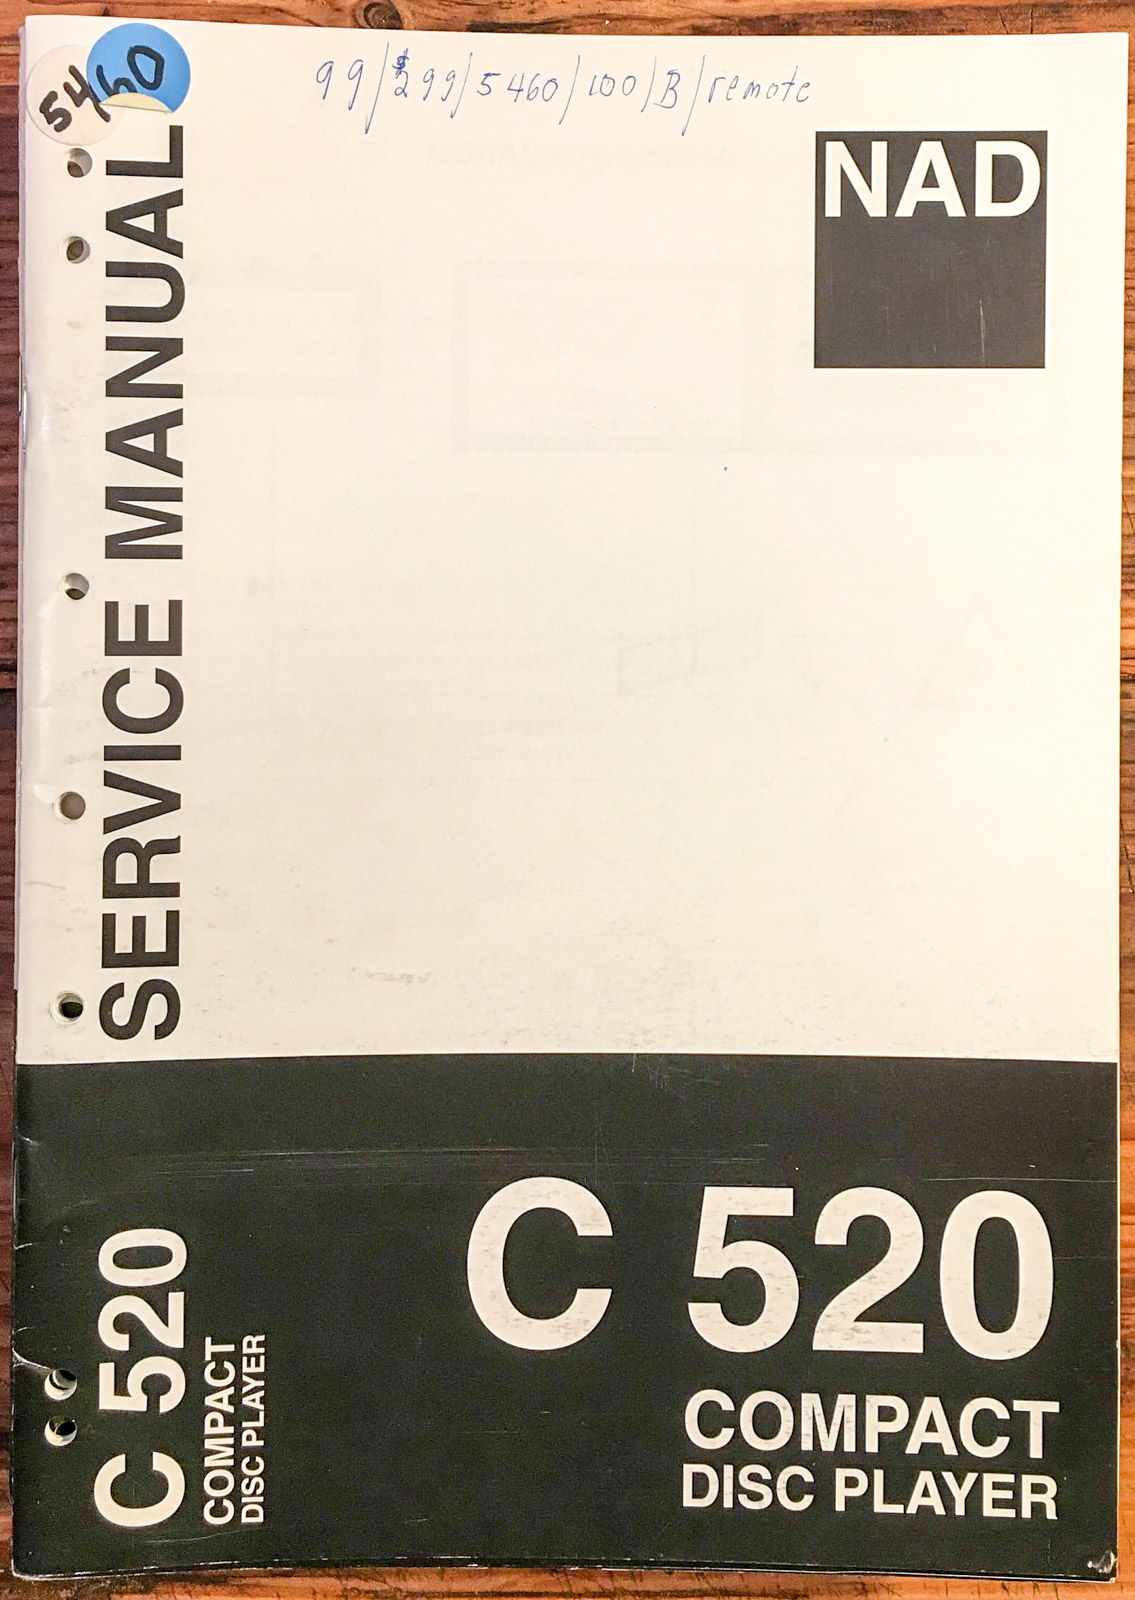 5460
99/$299/5460/100/B/remote
NAD
SERVICE MANUAL
C 520
COMPACT
DISC PLAYER
C 520
COMPACT
DISC PLAYER